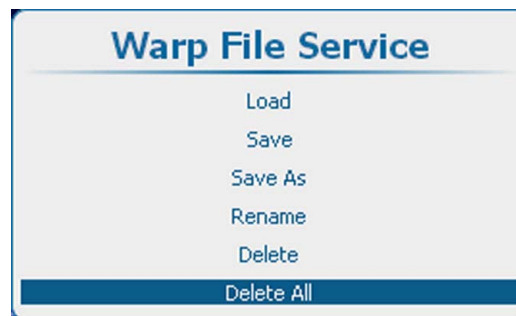 Warp File Service
Load
Save
Save As
Rename
Delete
Delete All